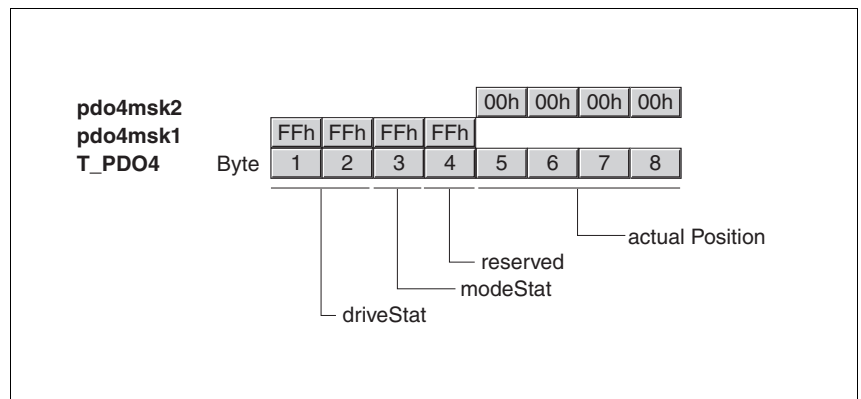 pdo4msk2 00h 00h 00h 00h
pdo4msk1 FFh FFh FFh FFh
T_PDO4 Byte 1 2 3 4 5 6 7 8
actual Position
reserved
modeStat
driveStat